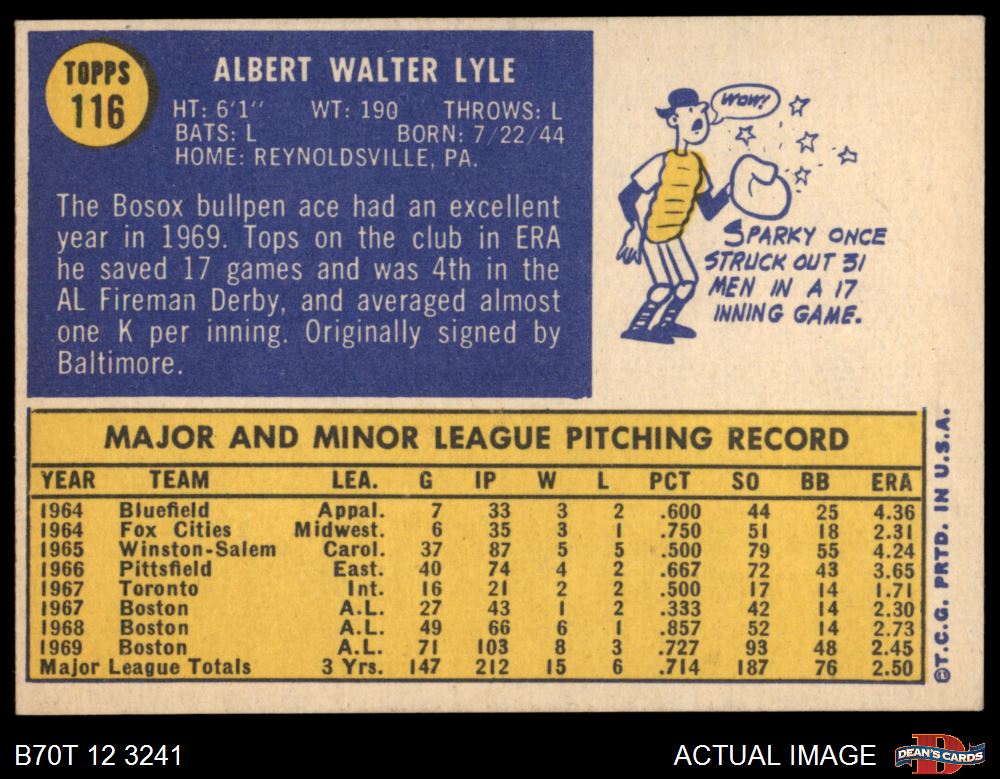 TOPPS
116
ALBERT WALTER LYLE
HT: 6'1" WT: 190 THROWS: L
BATS: L BORN: 7/22/44
HOME: REYNOLDSVILLE, PA.
The Bosox bullpen ace had an excellent
year in 1969. Tops on the club in ERA
he saved 17 games and was 4th in the
AL Fireman Derby, and averaged almost
one K per inning. Originally signed by
Baltimore.
WOW!
SPARKY ONCE
STRUCK OUT 31
MEN IN A 17
INNING GAME.
MAJOR AND MINOR LEAGUE PITCHING RECORD
YEAR TEAM LEA. G IP W L PCT SO BB ERA
1964 Bluefield Appal. 7 33 3 2 .600 44 25 4.36
1964 Fox Cities Midwest. 6 35 3 1 .750 51 18 2.31
1965 Winston-Salem Carol. 37 87 5 5 .500 79 55 4.24
1966 Pittsfield East. 40 74 4 2 .667 72 43 3.65
1967 Toronto Int. 16 21 2 2 .500 17 14 1.71
1967 Boston A.L. 27 43 1 2 .333 42 14 2.30
1968 Boston A.L. 49 66 6 1 .857 52 14 2.73
1969 Boston A.L. 71 103 8 3 .727 93 48 2.45
Major League Totals 3 Yrs. 147 212 15 6 .714 187 76 2.50
©T.C.G. PRTD. IN U.S.A.
B70T 12 3241
ACTUAL IMAGE
DEAN'S CARDS